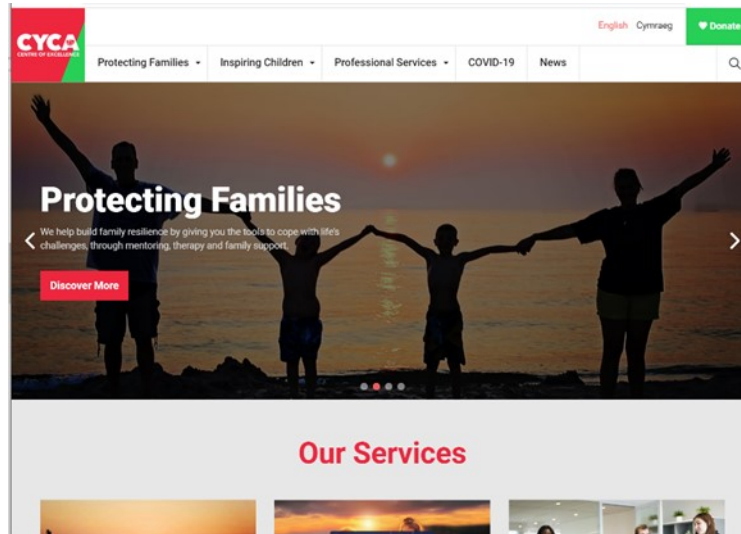 English Cymraeg Donate
CYCA
CENTRE OF EXCELLENCE
Protecting Families Inspiring Children Professional Services COVID-19 News
Protecting Families
We help build family resilience by giving you the tools to cope with life's
challenges, through mentoring, therapy and family support.
Discover More
Our Services